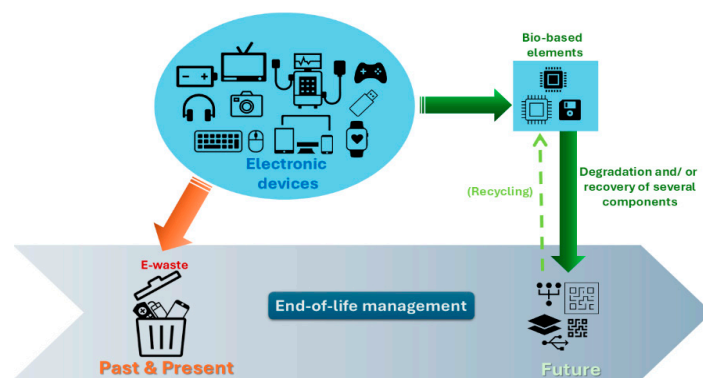 Bio-based
elements
Electronic
devices
(Recycling)
Degradation and/ or
recovery of several
components
E-waste
End-of-life management
Past & Present
Future